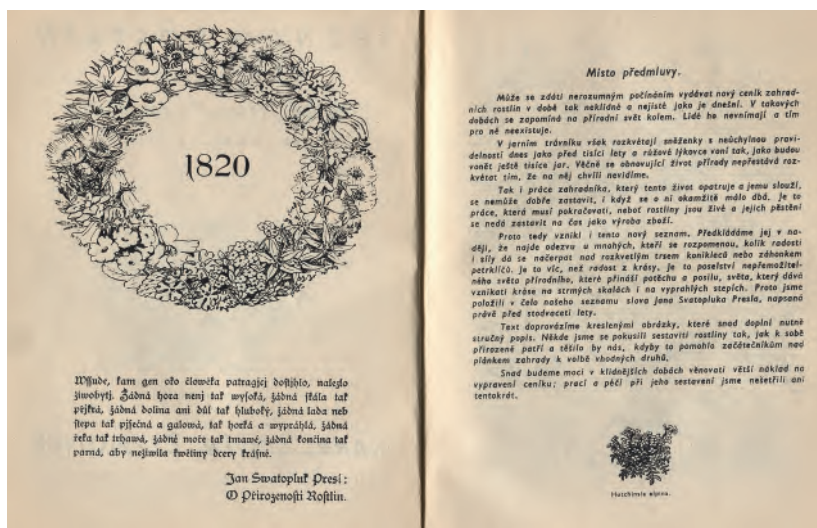 1820
Wſſude, kam gen oko člowěka patragjcj doſtihlo, nalezlo
žiwobytj. Žádná hora nenj tak wyſoká, žádná ſkála tak
přjkrá, žádná dolina ani důl tak hluboký, žádná lada neb
ſtepa tak pjſečná a galowá, tak horká a wyprahlá, žádná
řeka tak trhawá, žádné moře tak tmawé, žádná končina tak
parná, aby nežiwila kwětiny dcery kráſné.
Jan Swatopluk Presl:
O Přirozenoſti Roſtlin.
Místo předmluvy.
Může se zdáti nerozumným počínáním vydávat nový ceník zahrad-
ních rostlin v době tak neklidné a nejisté jako je dnešní. V takových
dobách se zapomíná na přírodní svět kolem. Lidé ho nevnímají a tím
pro ně neexistuje.
V jarním trávníku však rozkvétají sněženky s neúchylnou pravi-
delností dnes jako před tisíci lety a růžové lýkovce voní tak, jako budou
vonět ještě tisíce jar. Věčně se obnovující život přírody nepřestává roz-
kvétat tím, že na něj chvíli nevidíme.
Tak i práce zahradníka, který tento život opatruje a jemu slouží,
se nemůže dobře zastavit, i když se o ni okamžitě málo dbá. Je to
práce, která musí pokračovati, neboť rostliny jsou živé a jejich pěstění
se nedá zastavit na čas jako výroba zboží.
Proto tedy vznikl i tento nový seznam. Předkládáme jej v na-
ději, že najde odezvu u mnahých, kteří se rozpomenou, kolik radosti
i síly dá se načerpat nad rozkvetlým trsem konikleců nebo záhonkem
petrklíčů. Je to víc, než radost z krásy, je to poselství nepřemožitel-
ného světa přírodního, které přináší potěchu a posilu, světa, který dává
vznikati kráse na strmých skalách i na vyprahlých stepích. Proto jsme
položili v čelo našeho seznamu slova Jana Svatopluka Presla, napsaná
právě před stodvaceti lety.
Text doprovázíme kreslenými obrázky, které snad doplní nutně
stručný popis. Někde jsme se pokusili sestaviti rostliny tak, jak k sobě
přirozeně patří a těšilo by nás, kdyby to pomohlo začátečníkům nad
plánkem zahrady k volbě vhodných druhů.
Snad budeme moci v klidnějších dobách věnovati větší náklad na
vypravení ceníku; prací a péčí při jeho sestavení jsme nešetřili ani
tentokrát.
Hutchinsia alpina.